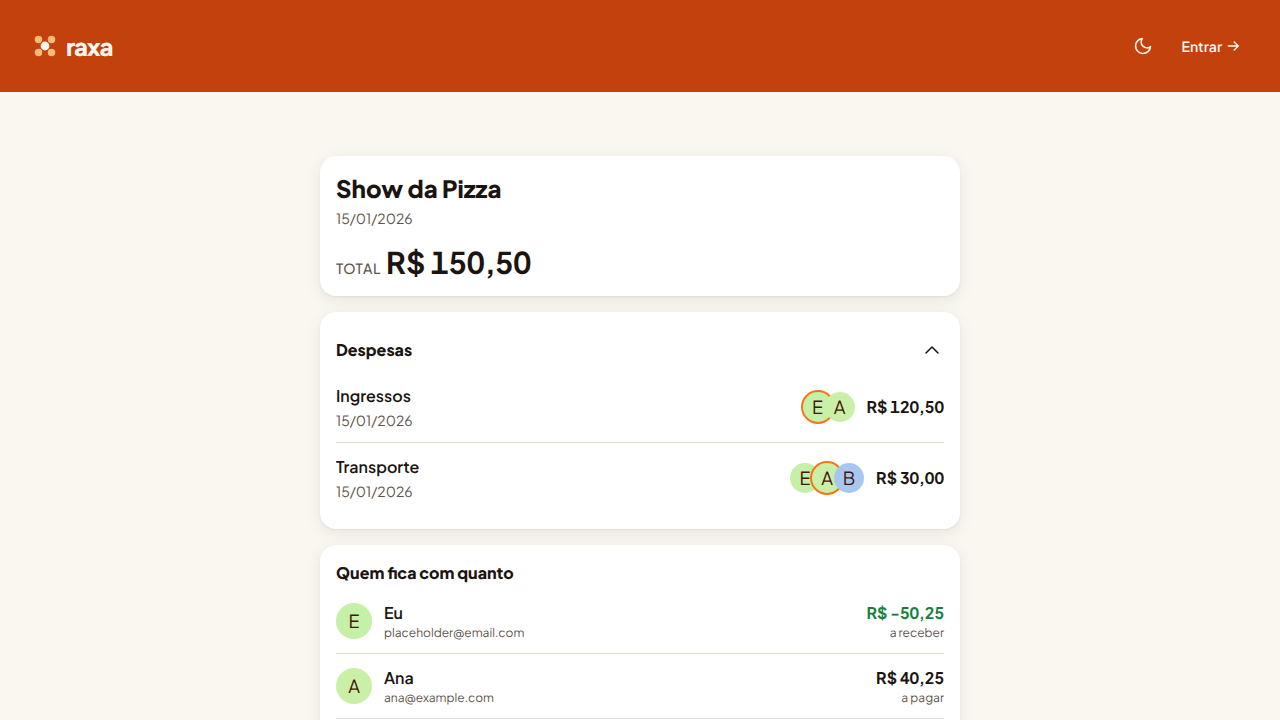 raxa
Entrar →
Show da Pizza
15/01/2026
TOTAL R$ 150,50
Despesas
Ingressos
15/01/2026
E A R$ 120,50
Transporte
15/01/2026
E A B R$ 30,00
Quem fica com quanto
E Eu R$ -50,25
placeholder@email.com a receber
A Ana R$ 40,25
ana@example.com a pagar